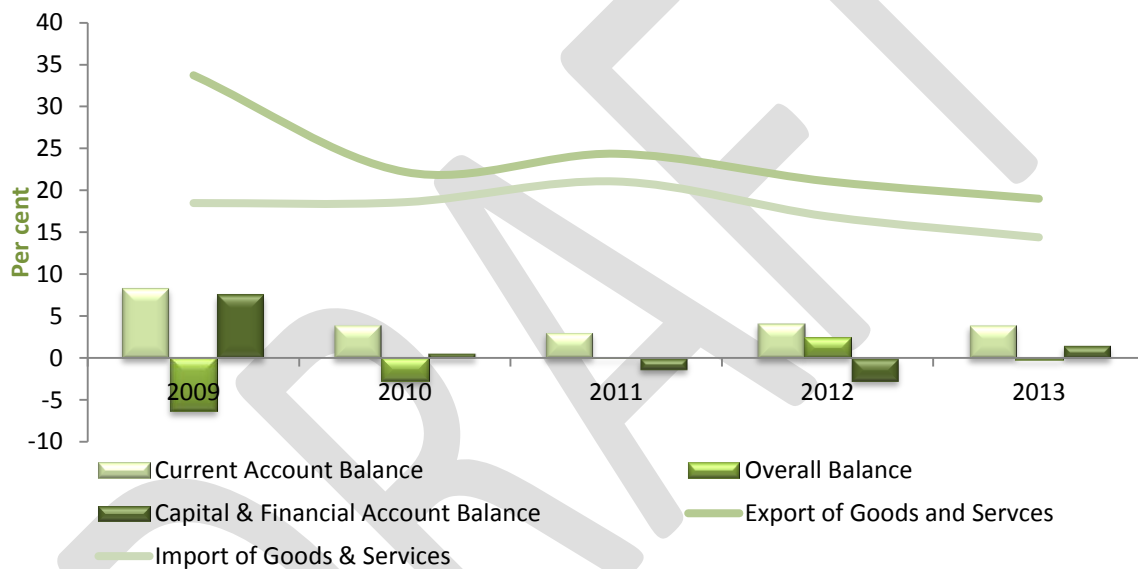 40
35
30
25
20
15
10
5
0
-5
-10
Per cent
2009 2010 2011 2012 2013
Current Account Balance Overall Balance
Capital & Financial Account Balance Export of Goods and Servces
Import of Goods & Services
DRAFT